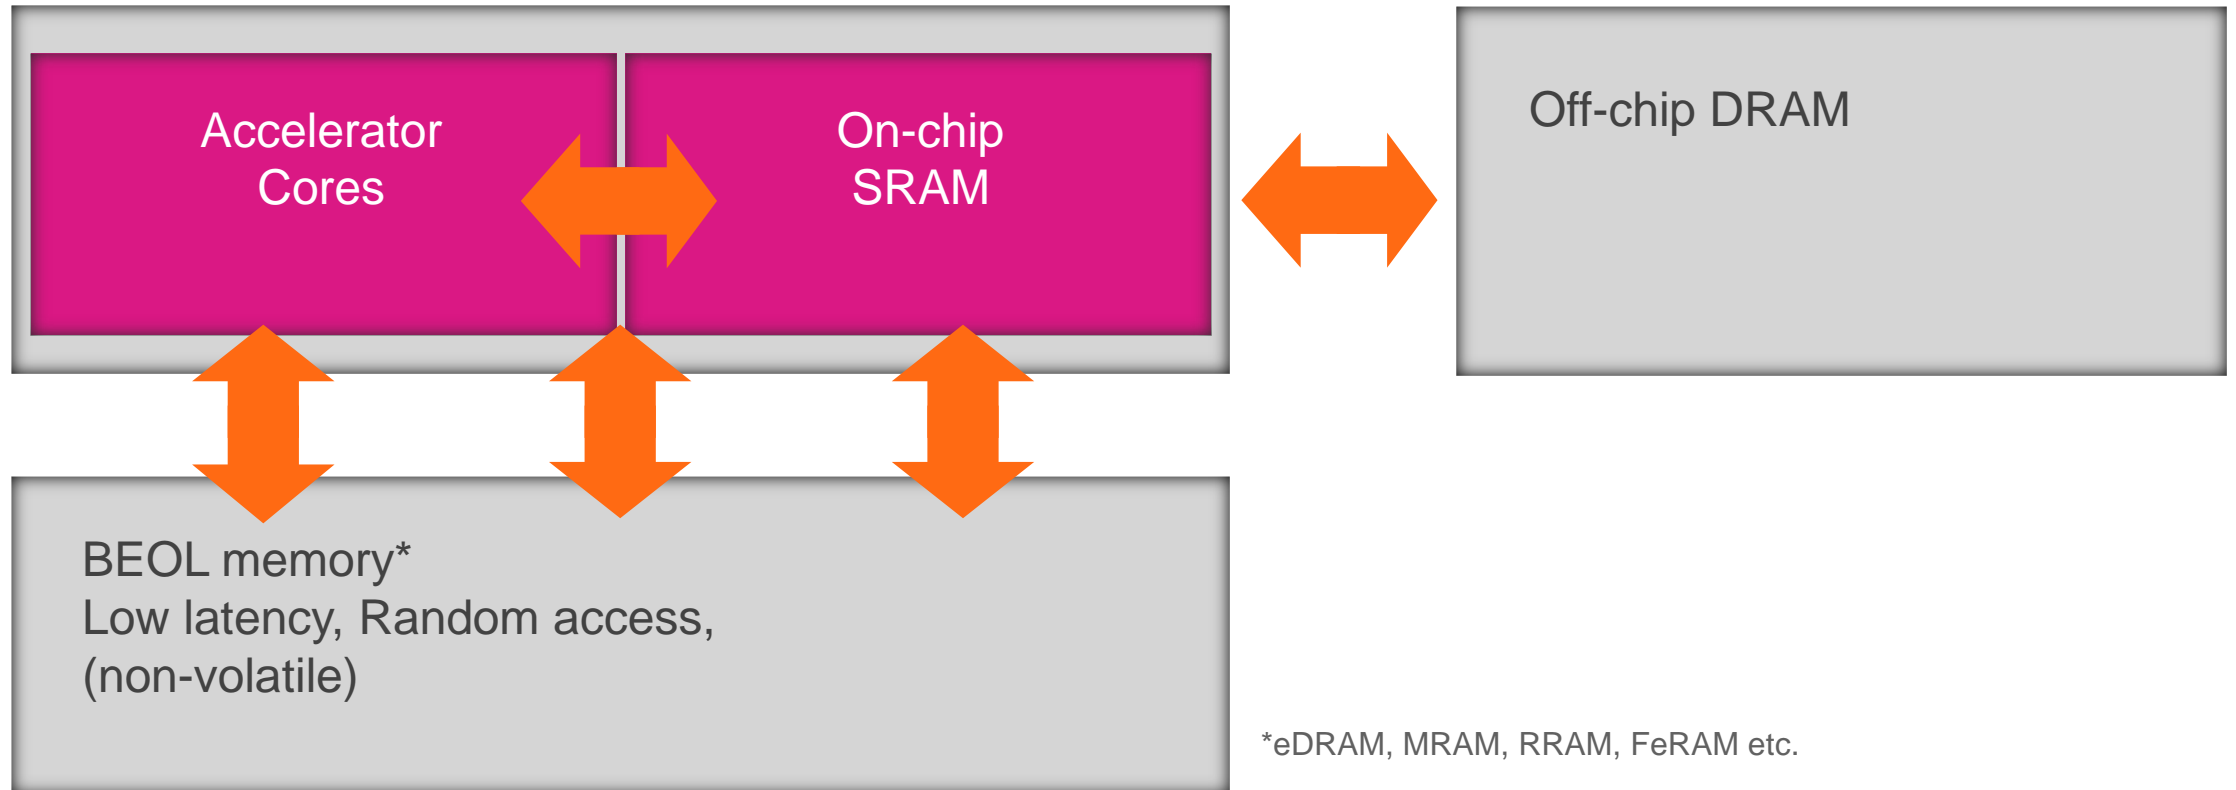 Accelerator
Cores
On-chip
SRAM
Off-chip DRAM
BEOL memory*
Low latency, Random access,
(non-volatile)
*eDRAM, MRAM, RRAM, FeRAM etc.